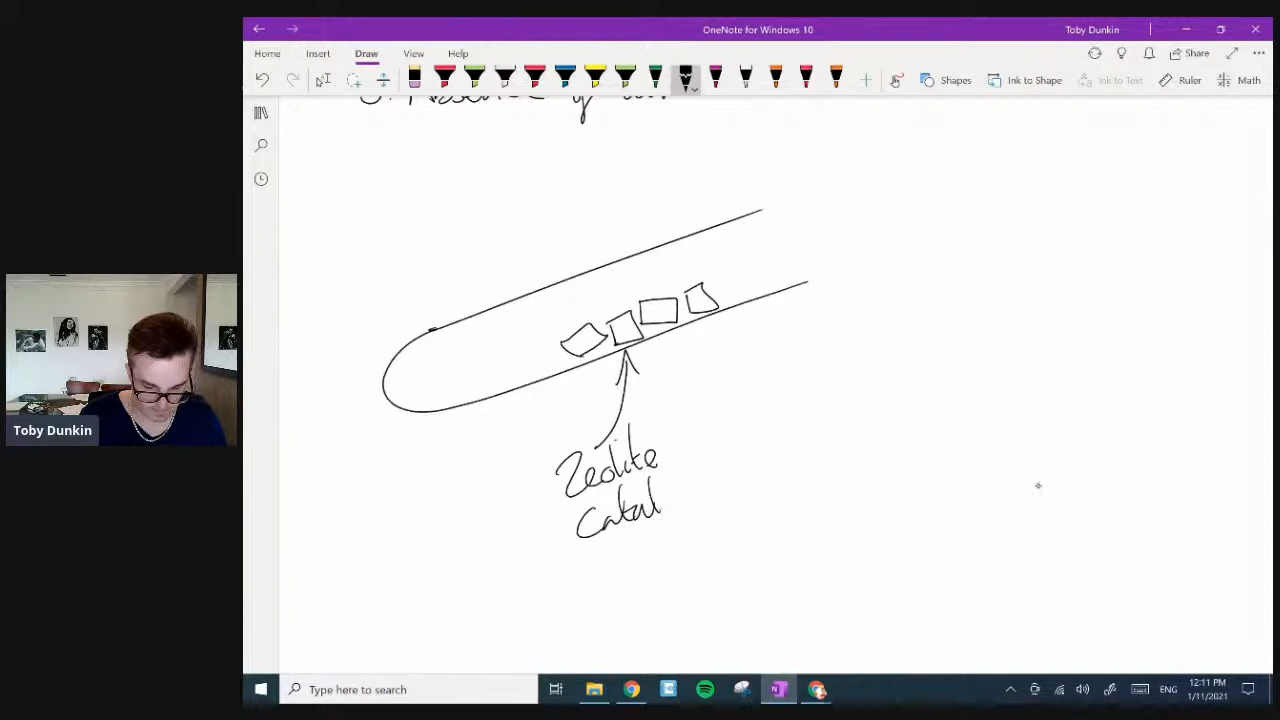 OneNote for Windows 10
Toby Dunkin
Home Insert Draw View Help
Share
Shapes Ink to Shape Ink to Text Ruler Math
Zeolite
Catal
Toby Dunkin
Type here to search
ENG
12:11 PM
1/11/2021